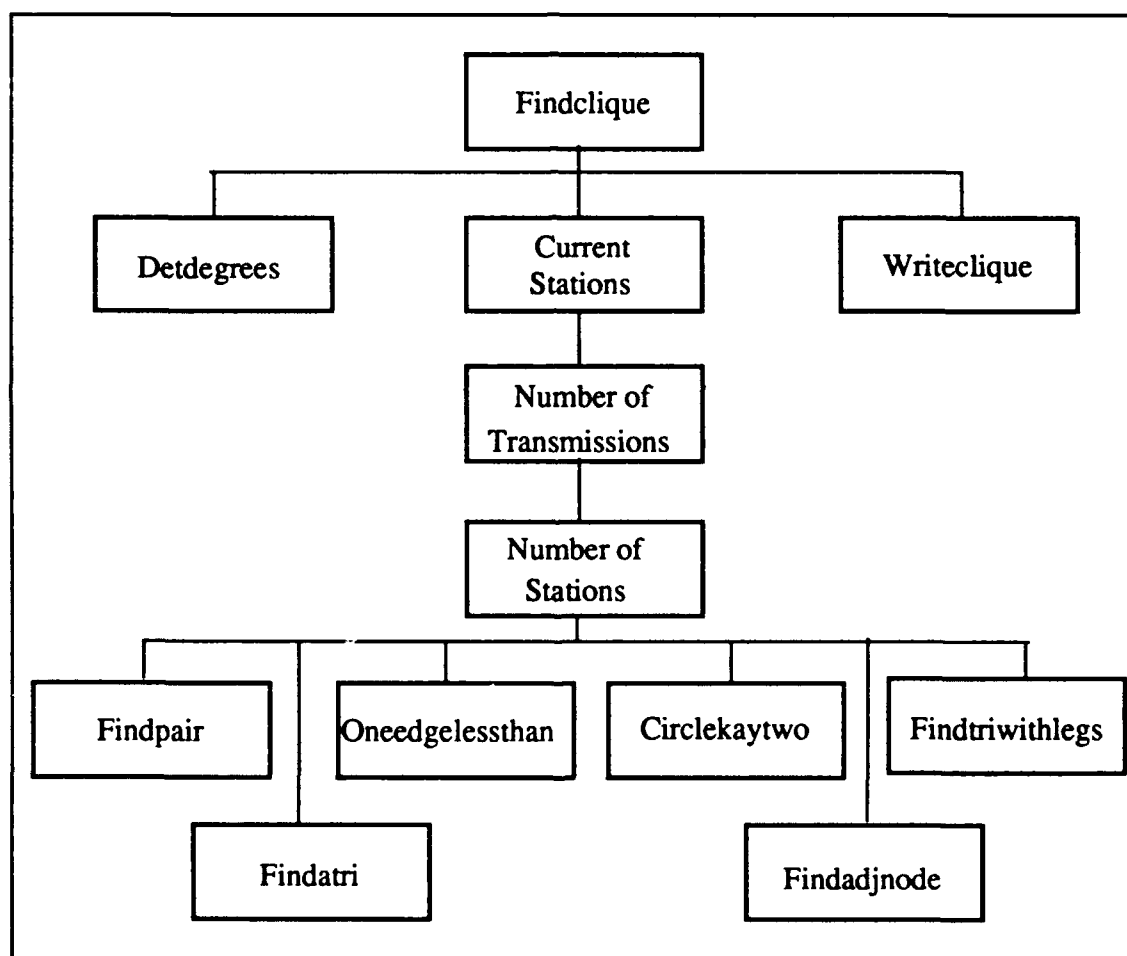 Findclique
Detdegrees
Current
Stations
Writeclique
Number of
Transmissions
Number of
Stations
Findpair
Oneedgelessthan
Circlekaytwo
Findtriwithlegs
Findatri
Findadjnode